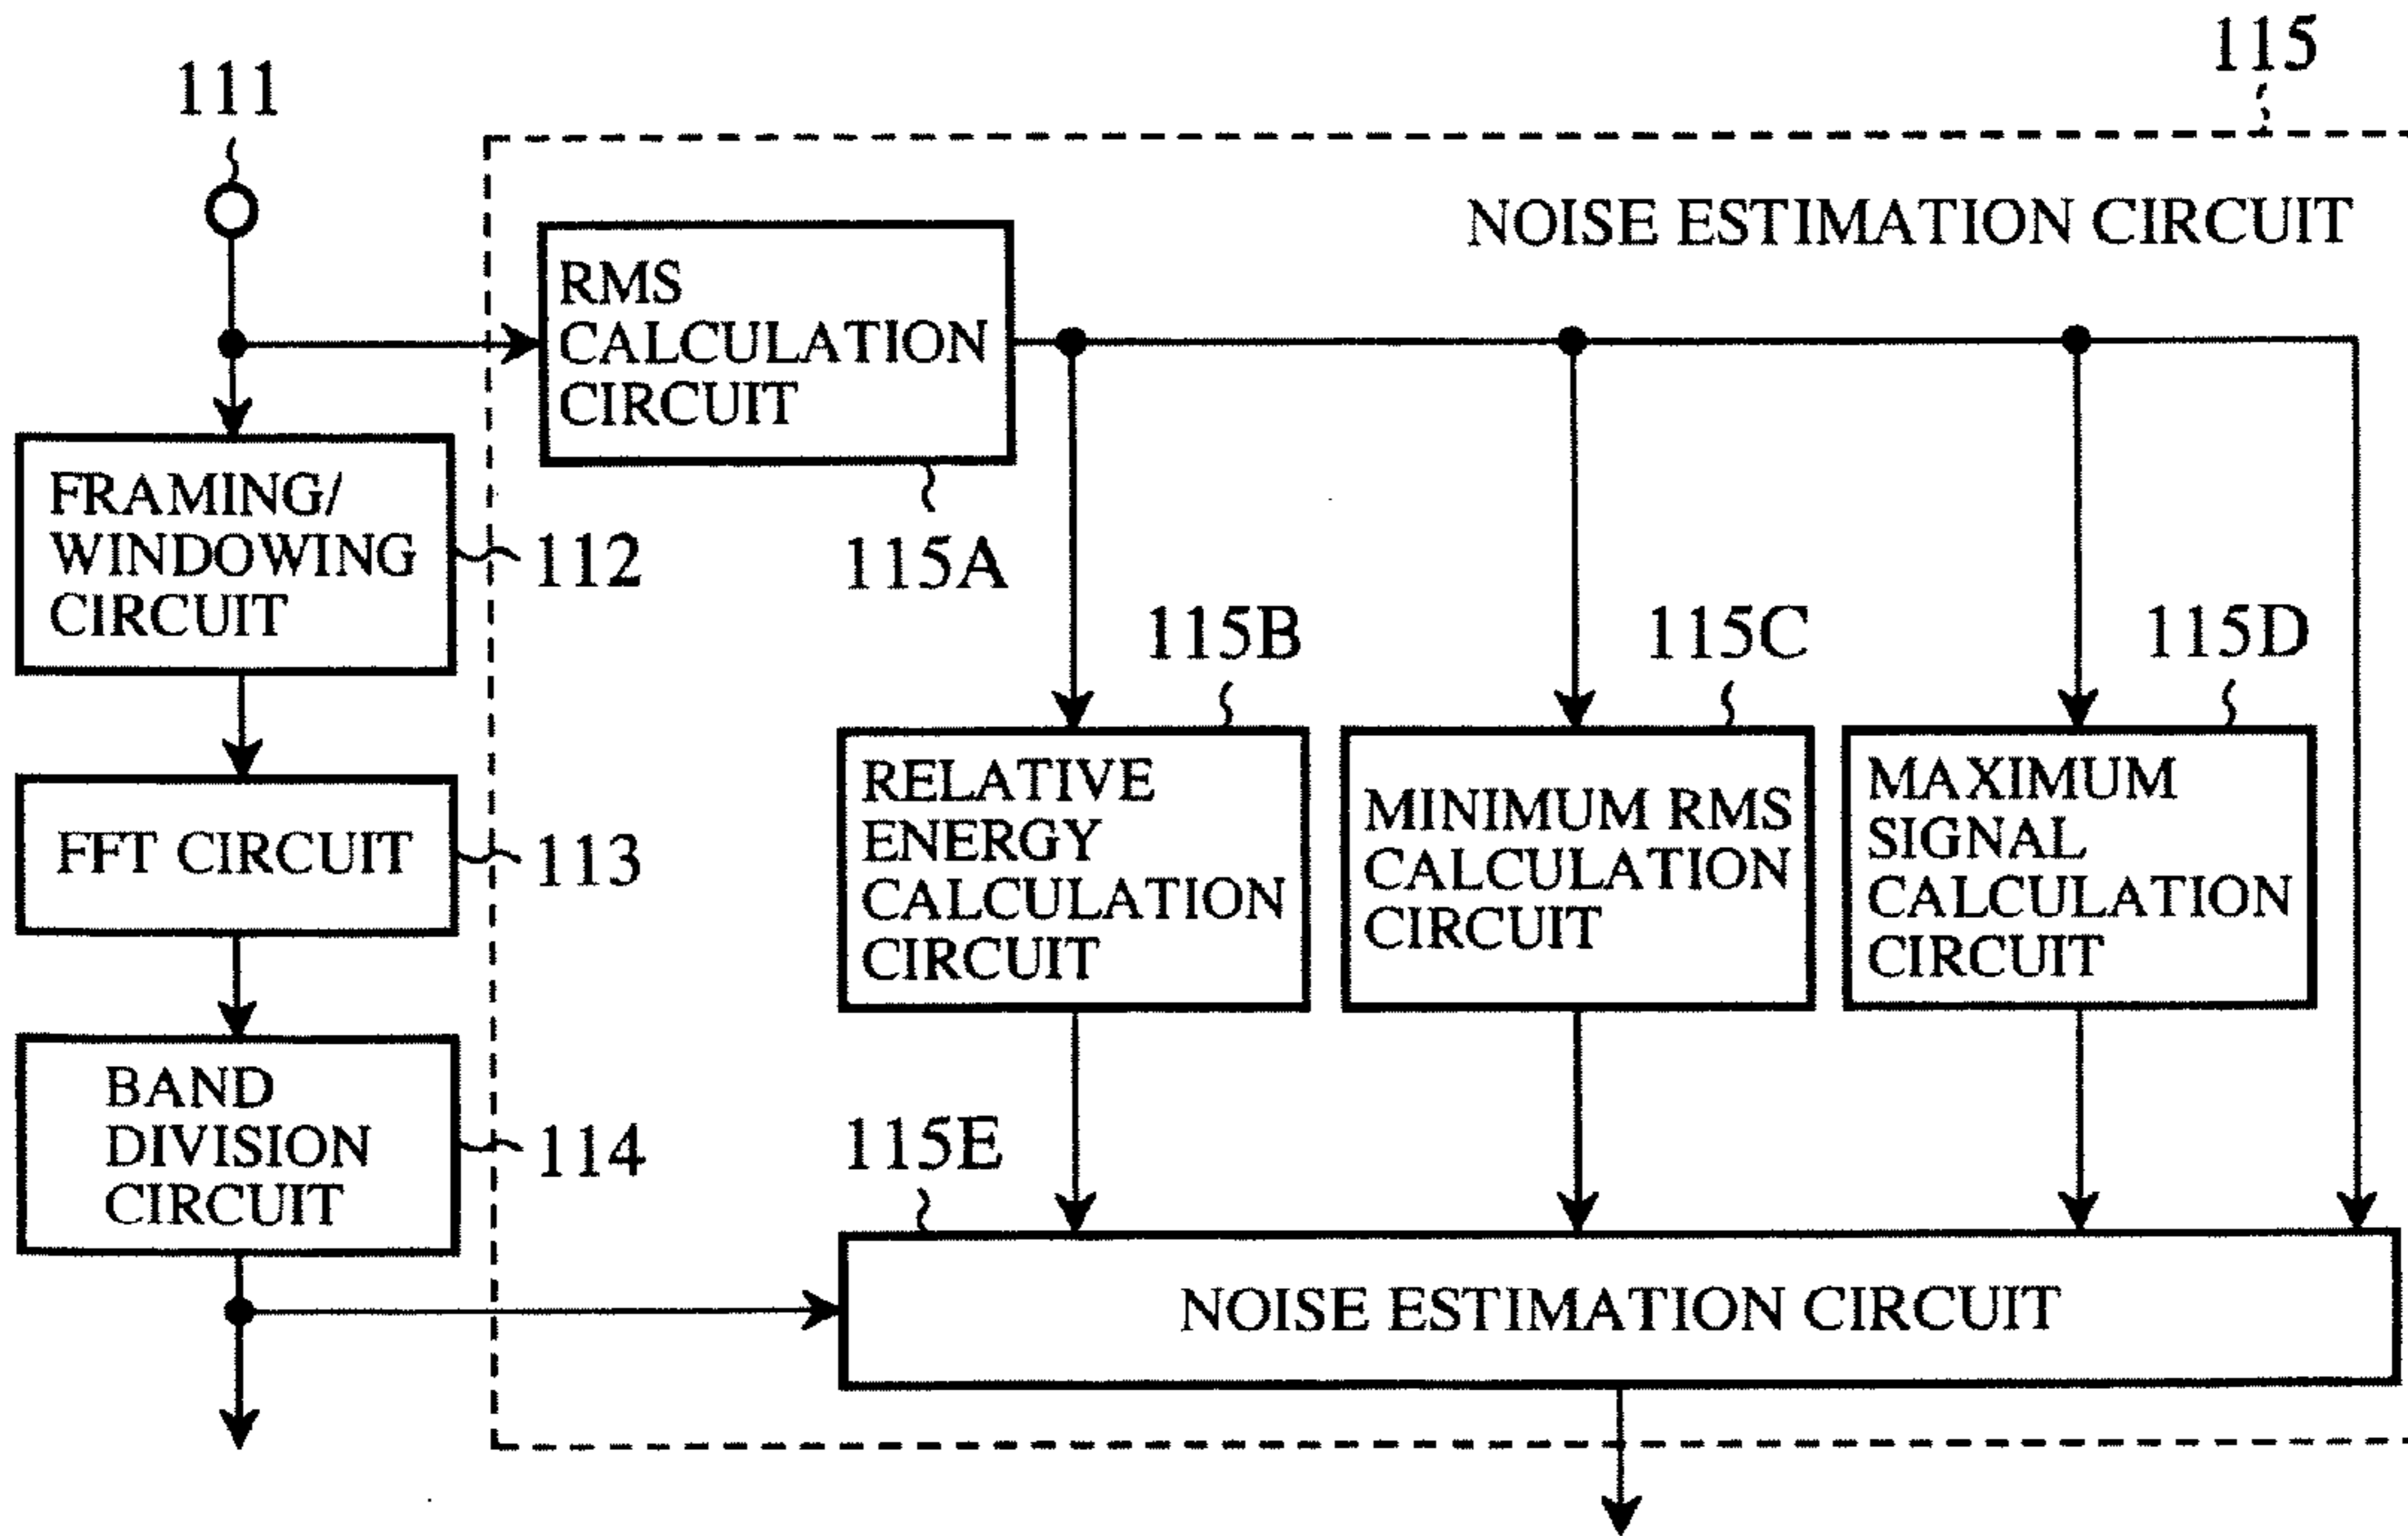 115
111
NOISE ESTIMATION CIRCUIT
RMS
CALCULATION
CIRCUIT
115A
FRAMING/
WINDOWING
CIRCUIT
112
115B
115C
115D
FFT CIRCUIT
113
RELATIVE
ENERGY
CALCULATION
CIRCUIT
MINIMUM RMS
CALCULATION
CIRCUIT
MAXIMUM
SIGNAL
CALCULATION
CIRCUIT
BAND
DIVISION
CIRCUIT
114
115E
NOISE ESTIMATION CIRCUIT